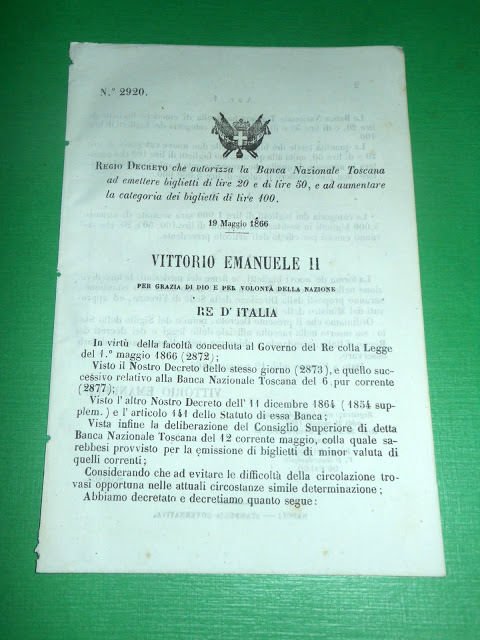 N.° 2920.
REGIO DECRETO che autorizza la Banca Nazionale Toscana
ad emettere biglietti di lire 20 e di lire 50, e ad aumentare
la categoria dei biglietti di lire 100.
19 Maggio 1866
VITTORIO EMANUELE II
PER GRAZIA DI DIO E PER VOLONTÀ DELLA NAZIONE
RE D'ITALIA
In virtù della facoltà conceduta al Governo del Re colla Legge
del 1.° maggio 1866 (2872);
Visto il Nostro Decreto dello stesso giorno (2873), e quello suc-
cessivo relativo alla Banca Nazionale Toscana del 6 pur corrente
(2877);
Visto l'altro Nostro Decreto dell' 11 dicembre 1864 (1854 sup-
plem.) e l' articolo 141 dello Statuto di essa Banca;
Vista infine la deliberazione del Consiglio Superiore di detta
Banca Nazionale Toscana del 12 corrente maggio, colla quale sa-
rebbesi provvisto per la emissione di biglietti di minor valuta di
quelli correnti;
Considerando che ad evitare le difficoltà della circolazione tro-
vasi opportuna nelle attuali circostanze simile determinazione;
Abbiamo decretato e decretiamo quanto segue: